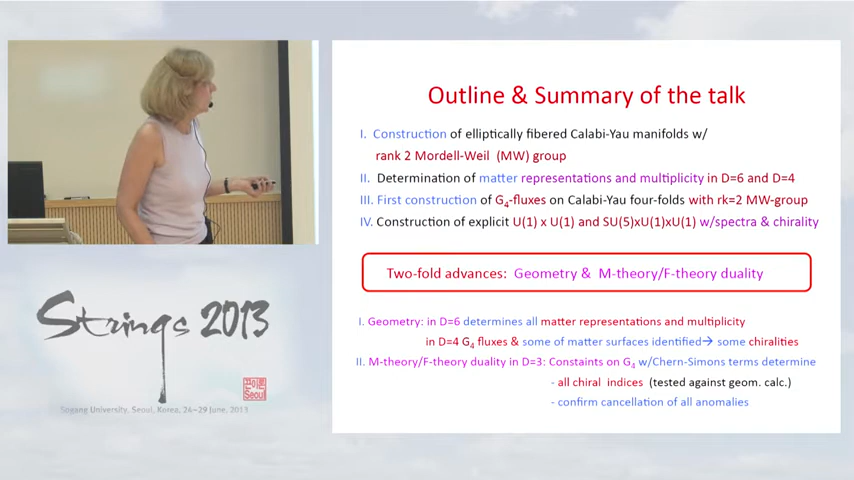 Outline & Summary of the talk
I. Construction of elliptically fibered Calabi-Yau manifolds w/
rank 2 Mordell-Weil (MW) group
II. Determination of matter representations and multiplicity in D=6 and D=4
III. First construction of G4-fluxes on Calabi-Yau four-folds with rk=2 MW-group
IV. Construction of explicit U(1) x U(1) and SU(5)xU(1)xU(1) w/spectra & chirality
Two-fold advances: Geometry & M-theory/F-theory duality
I. Geometry: in D=6 determines all matter representations and multiplicity
in D=4 G4 fluxes & some of matter surfaces identified→ some chiralities
II. M-theory/F-theory duality in D=3: Constaints on G4 w/Chern-Simons terms determine
- all chiral indices (tested against geom. calc.)
- confirm cancellation of all anomalies
Strings 2013
Seoul
Sogang University, Seoul, Korea, 24-29 June, 2013